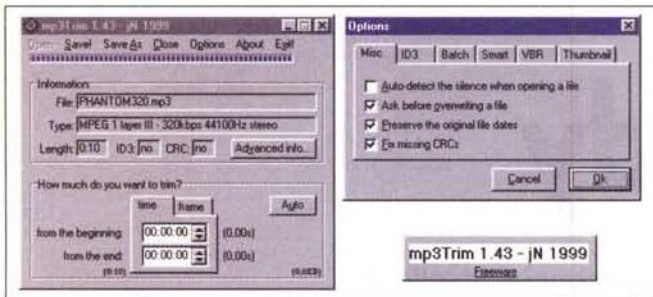 mp3Trim 1.43 - jN 1999
Open Save! Save As Close Options About Exit!
Information
File: PHANTOM320.mp3
Type: MPEG 1 layer III - 320kbps 44100Hz stereo
Length: 0:10 ID3: no CRC: no Advanced info...
How much do you want to trim?
time frame Auto
from the beginning: 00:00:00 (0.00s)
from the end: 00:00:00 (0.00s)
(0:10)
Options
Misc ID3 Batch Smart VBR Thumbnail
Auto-detect the silence when opening a file
Ask before overwriting a file
Preserve the original file dates
Fix missing CRCs
Cancel Ok
mp3Trim 1.43 - jN 1999
Freeware